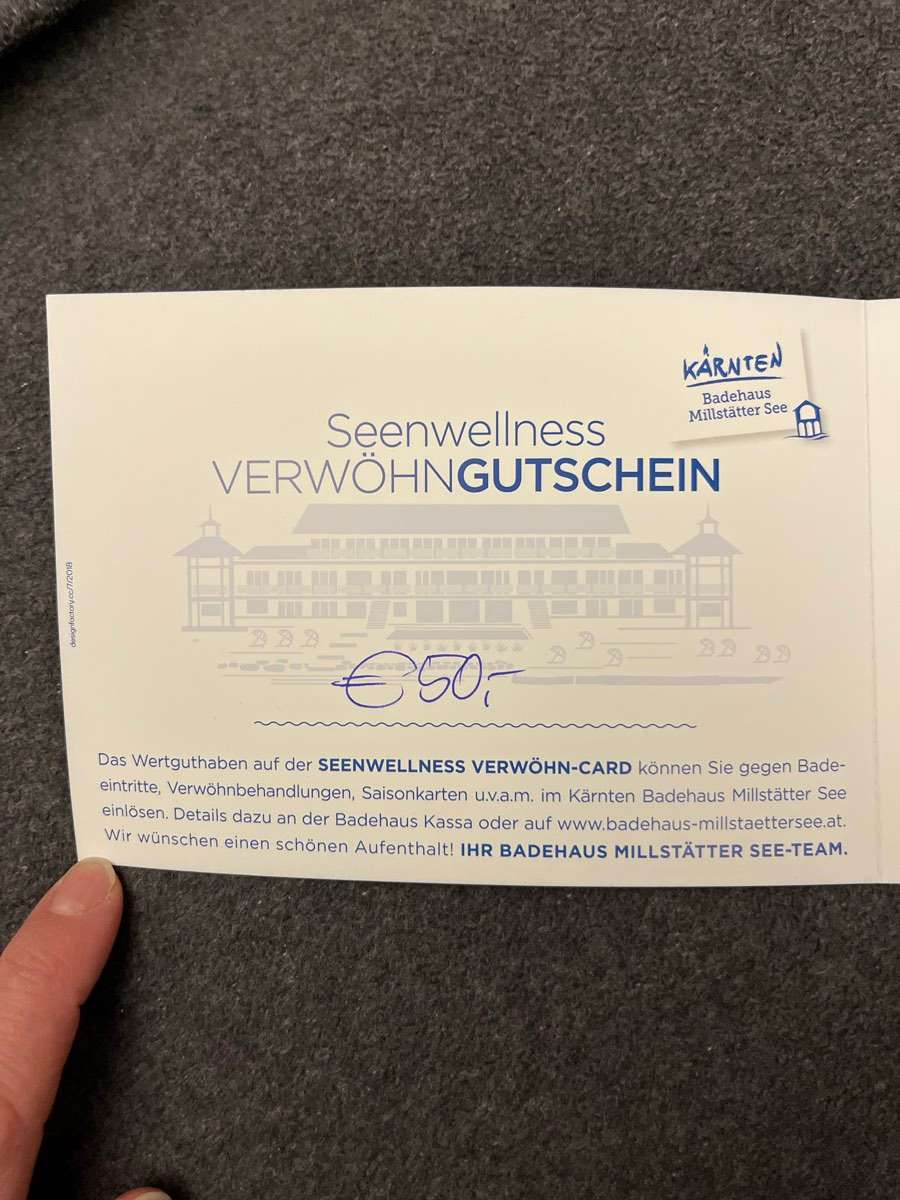 KÄRNTEN
Badehaus
Millstätter See
Seenwellness
VERWÖHNGUTSCHEIN
designfactory.cc/7/2018
€ 50,-
Das Wertguthaben auf der SEENWELLNESS VERWÖHN-CARD können Sie gegen Bade-
eintritte, Verwöhnbehandlungen, Saisonkarten u.v.a.m. im Kärnten Badehaus Millstätter See
einlösen. Details dazu an der Badehaus Kassa oder auf www.badehaus-millstaettersee.at.
Wir wünschen einen schönen Aufenthalt! IHR BADEHAUS MILLSTÄTTER SEE-TEAM.